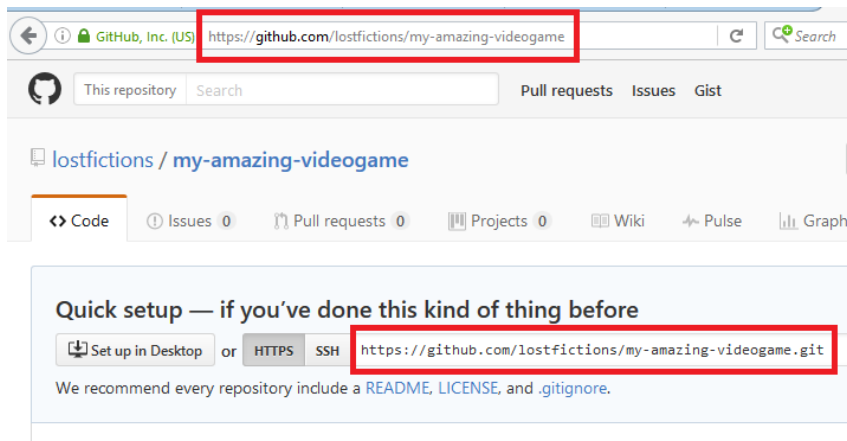 GitHub, Inc. (US) https://github.com/lostfictions/my-amazing-videogame Search
This repository Search Pull requests Issues Gist
lostfictions / my-amazing-videogame
Code Issues 0 Pull requests 0 Projects 0 Wiki Pulse Graph
Quick setup — if you’ve done this kind of thing before
Set up in Desktop or HTTPS SSH https://github.com/lostfictions/my-amazing-videogame.git
We recommend every repository include a README, LICENSE, and .gitignore.